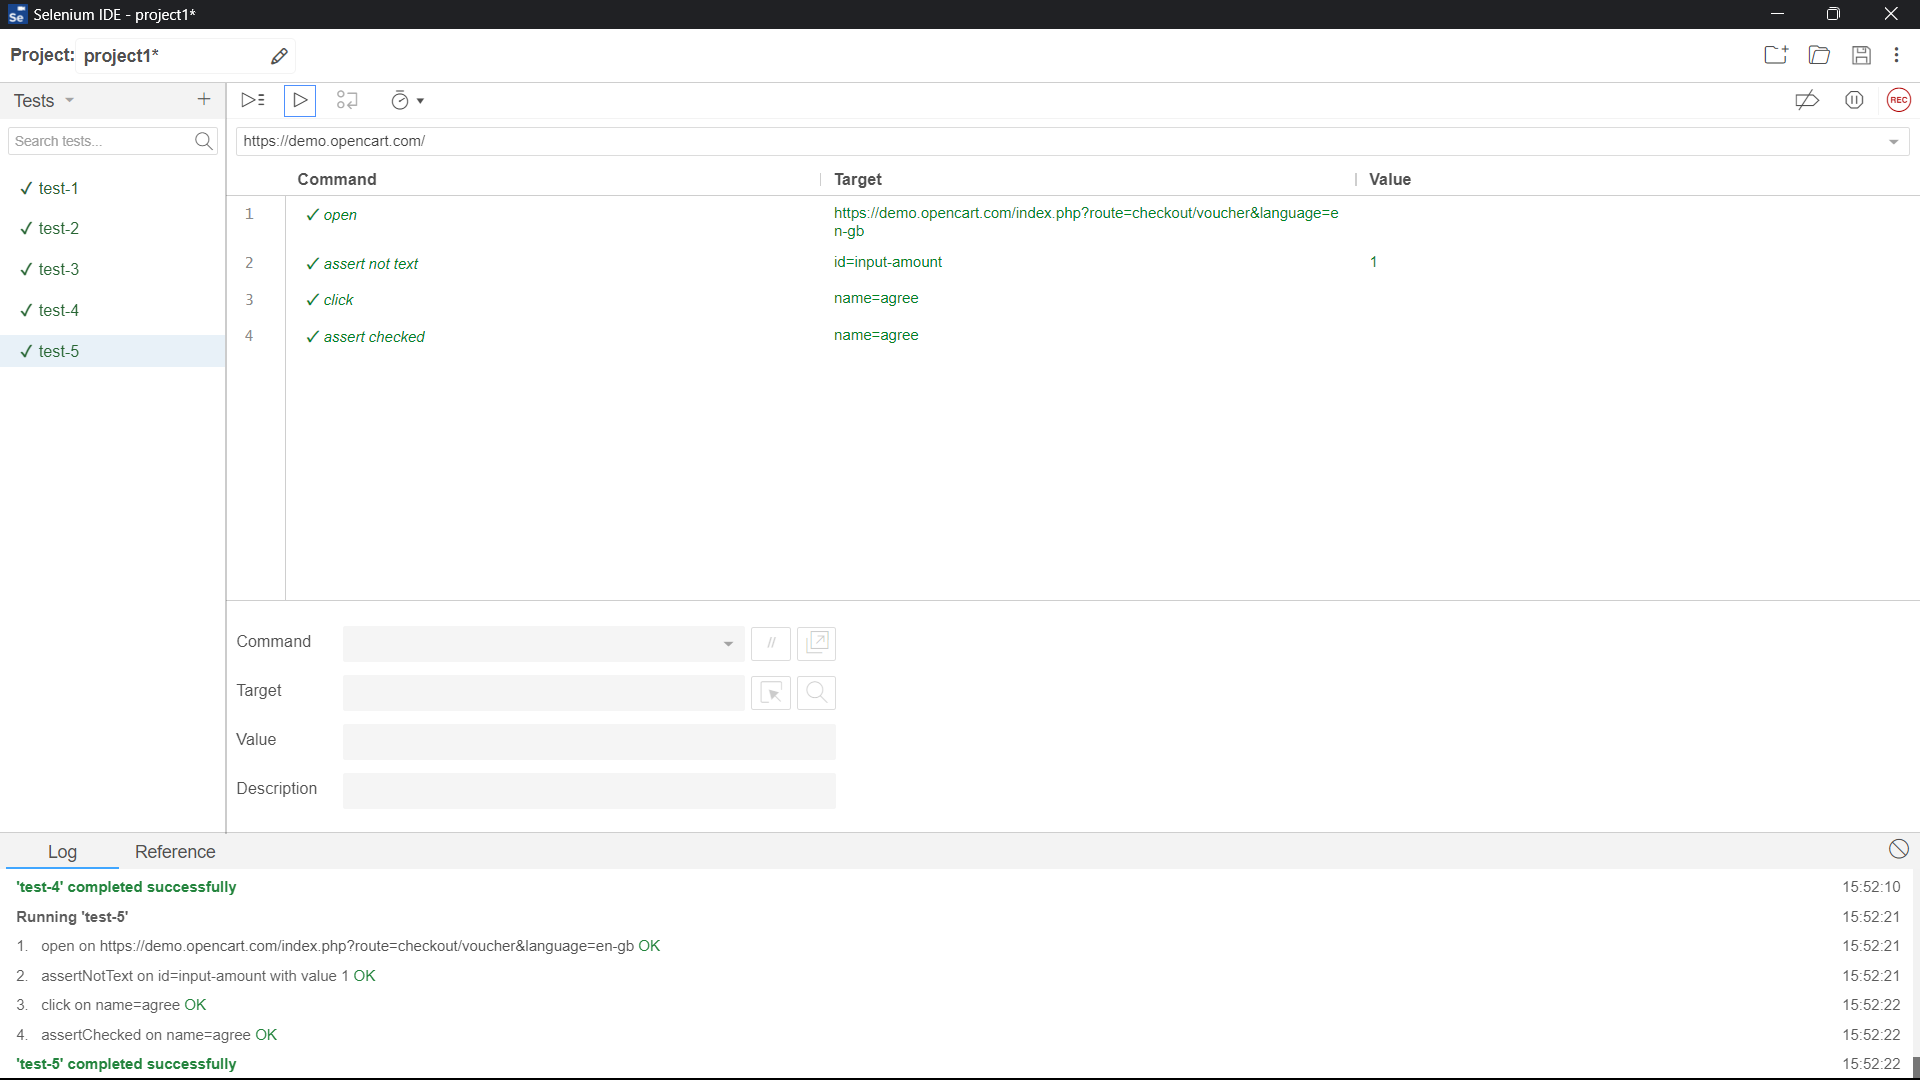 Se Selenium IDE - project1*
Project: project1*
Tests
REC
Search tests...
https://demo.opencart.com/
Command Target Value
✓ test-1
✓ test-2
✓ test-3
✓ test-4
✓ test-5
1 ✓ open https://demo.opencart.com/index.php?route=checkout/voucher&language=e
n-gb
2 ✓ assert not text id=input-amount 1
3 ✓ click name=agree
4 ✓ assert checked name=agree
Command //
Target
Value
Description
Log Reference
'test-4' completed successfully 15:52:10
Running 'test-5' 15:52:21
1. open on https://demo.opencart.com/index.php?route=checkout/voucher&language=en-gb OK 15:52:21
2. assertNotText on id=input-amount with value 1 OK 15:52:21
3. click on name=agree OK 15:52:22
4. assertChecked on name=agree OK 15:52:22
'test-5' completed successfully 15:52:22